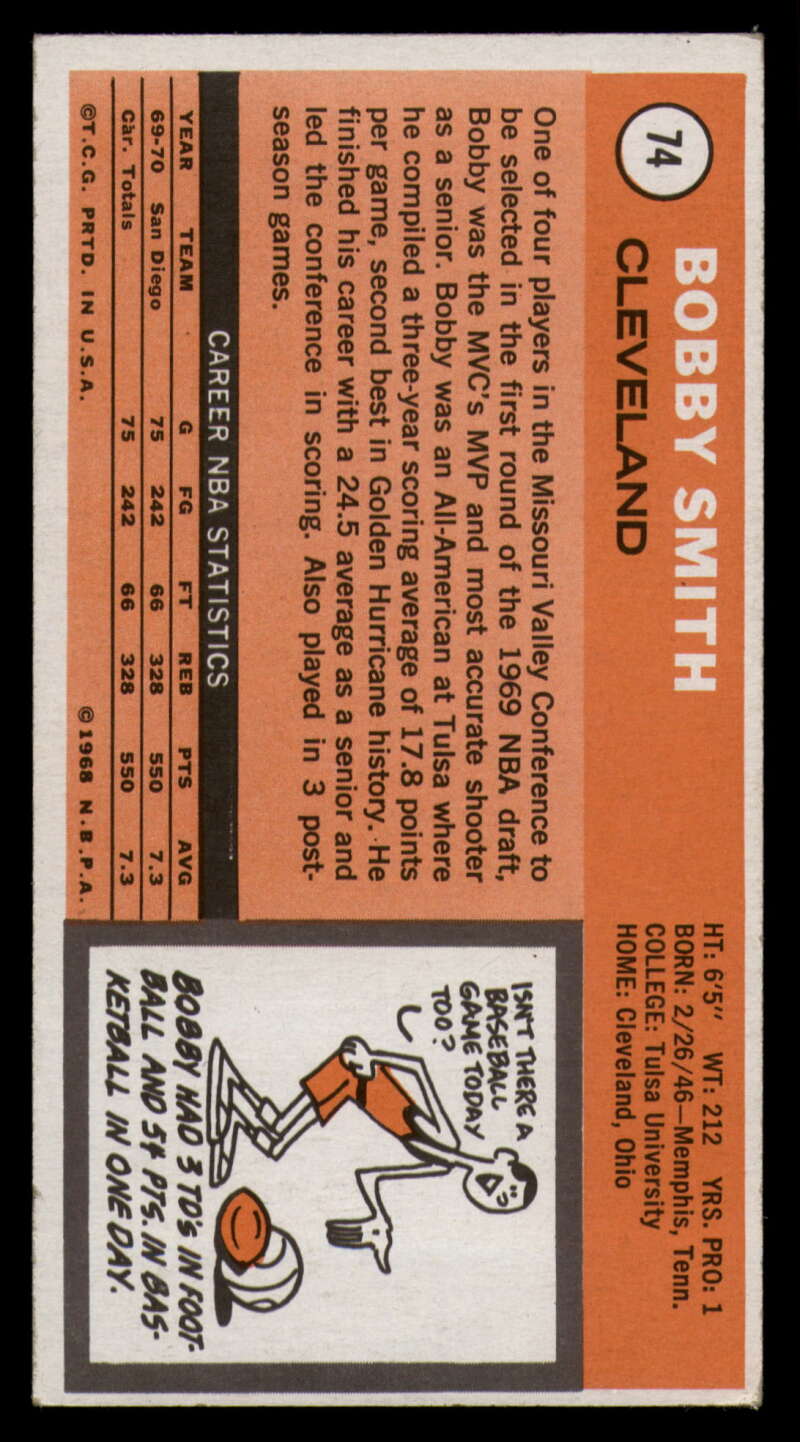 74
BOBBY SMITH
CLEVELAND
HT: 6'5" WT: 212 YRS. PRO: 1
BORN: 2/26/46—Memphis, Tenn.
COLLEGE: Tulsa University
HOME: Cleveland, Ohio
One of four players in the Missouri Valley Conference to
be selected in the first round of the 1969 NBA draft,
Bobby was the MVC's MVP and most accurate shooter
as a senior. Bobby was an All-American at Tulsa where
he compiled a three-year scoring average of 17.8 points
per game, second best in Golden Hurricane history. He
finished his career with a 24.5 average as a senior and
led the conference in scoring. Also played in 3 post-
season games.
CAREER NBA STATISTICS
YEAR TEAM G FG FT REB PTS AVG
69-70 San Diego 75 242 66 328 550 7.3
Car. Totals 75 242 66 328 550 7.3
©T.C.G. PRTD. IN U.S.A. ©1968 N.B.P.A.
ISN'T THERE A
BASEBALL
GAME TODAY
TOO?
BOBBY HAD 3 TD'S IN FOOT-
BALL AND 54 PTS. IN BAS-
KETBALL IN ONE DAY.